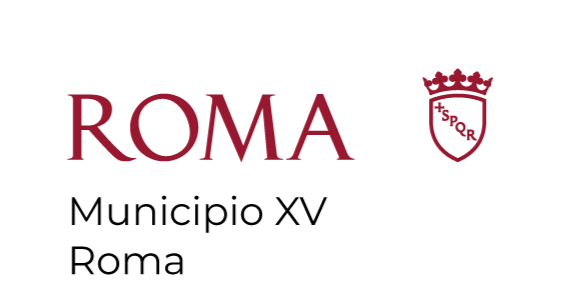 ROMA
+SPQR
Municipio XV
Roma